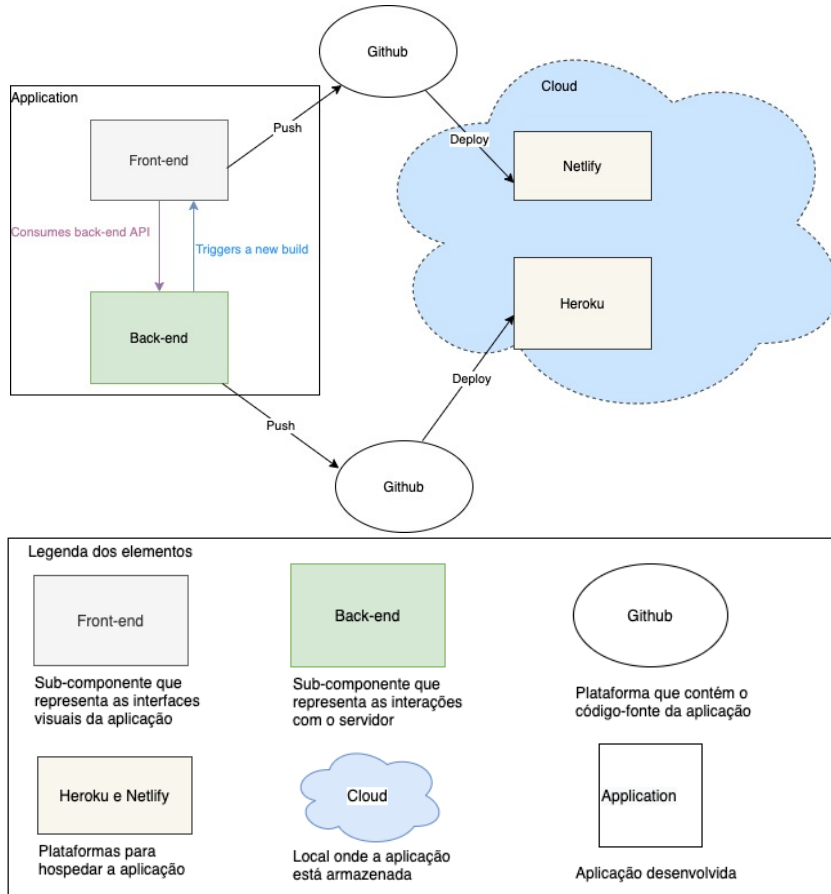 Github
Cloud
Application
Push
Front-end
Deploy
Netlify
Consumes back-end API
Triggers a new build
Heroku
Back-end
Deploy
Push
Github
Legenda dos elementos
Front-end
Back-end
Github
Sub-componente que
representa as interfaces
visuais da aplicação
Sub-componente que
representa as interações
com o servidor
Plataforma que contém o
código-fonte da aplicação
Heroku e Netlify
Cloud
Application
Plataformas para
hospedar a aplicação
Local onde a aplicação
está armazenada
Aplicação desenvolvida